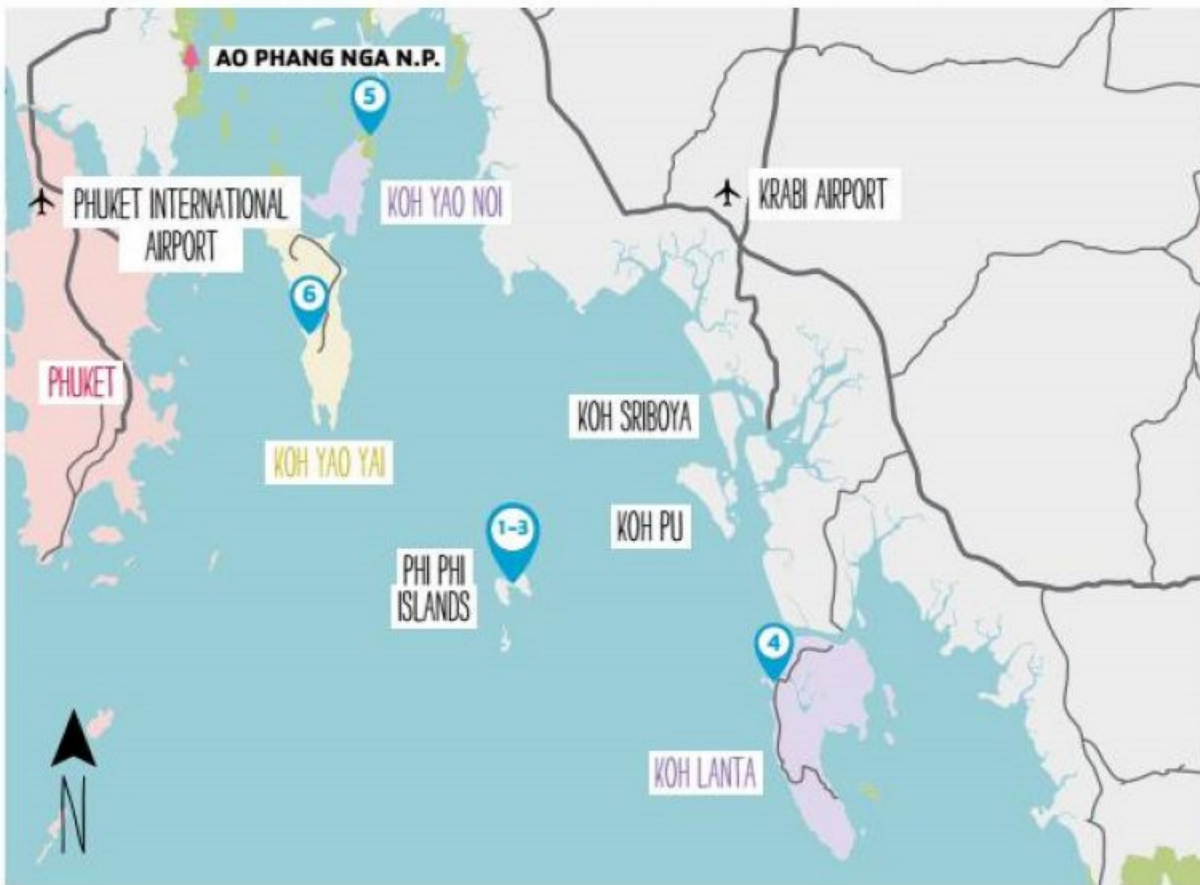 AO PHANG NGA N.P.
5
PHUKET INTERNATIONAL
AIRPORT
KOH YAO NOI
KRABI AIRPORT
6
PHUKET
KOH SRIBOYA
KOH YAO YAI
1-3
KOH PU
PHI PHI
ISLANDS
4
KOH LANTA
N